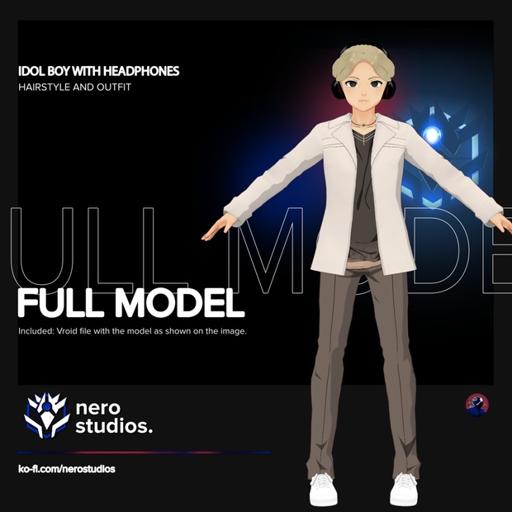 IDOL BOY WITH HEADPHONES
HAIRSTYLE AND OUTFIT
ULL MODE
FULL MODEL
Included: Vroid file with the model as shown on the image.
nero
studios.
ko-fi.com/nerostudios